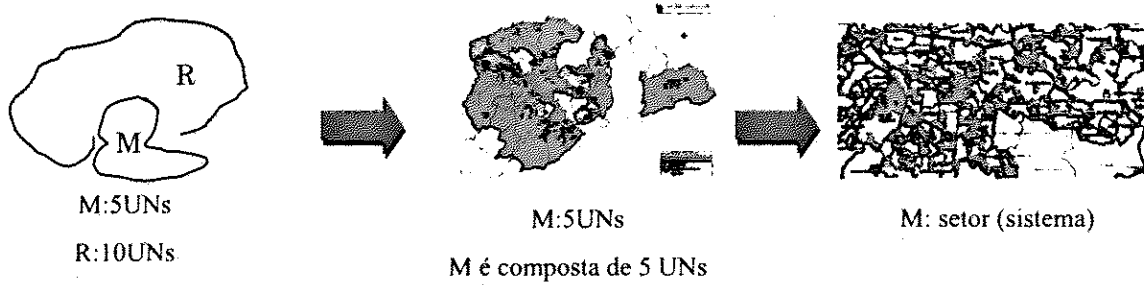 R
M
M:5UNs
R:10UNs
M:5UNs
M é composta de 5 UNs
M: setor (sistema)